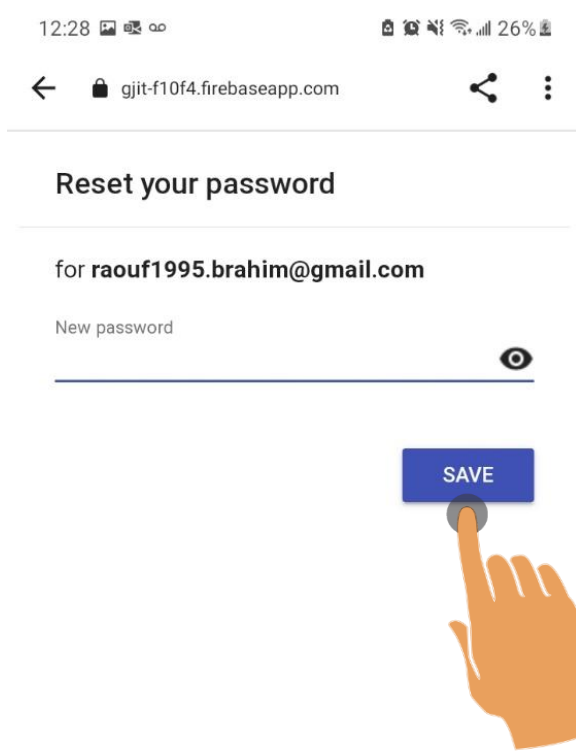 12:28 26%
gjit-f10f4.firebaseapp.com
Reset your password
for raouf1995.brahim@gmail.com
New password
SAVE